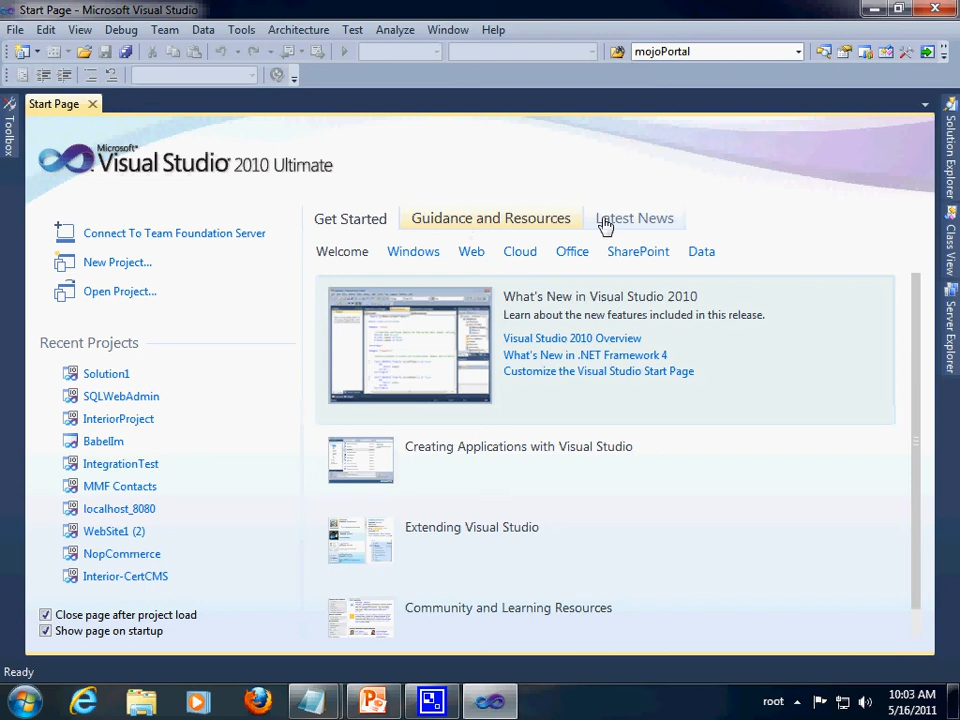 Start Page - Microsoft Visual Studio
File Edit View Debug Team Data Tools Architecture Test Analyze Window Help
mojoPortal
Toolbox
Start Page
Solution Explorer
Class View
Server Explorer
Microsoft®
Visual Studio® 2010 Ultimate
Connect To Team Foundation Server
New Project...
Open Project...
Recent Projects
Solution1
SQLWebAdmin
InteriorProject
BabelIm
IntegrationTest
MMF Contacts
localhost_8080
WebSite1 (2)
NopCommerce
Interior-CertCMS
Close page after project load
Show page on startup
Get Started Guidance and Resources Latest News
Welcome Windows Web Cloud Office SharePoint Data
What's New in Visual Studio 2010
Learn about the new features included in this release.
Visual Studio 2010 Overview
What's New in .NET Framework 4
Customize the Visual Studio Start Page
Creating Applications with Visual Studio
Extending Visual Studio
Community and Learning Resources
Ready
root
10:03 AM
5/16/2011